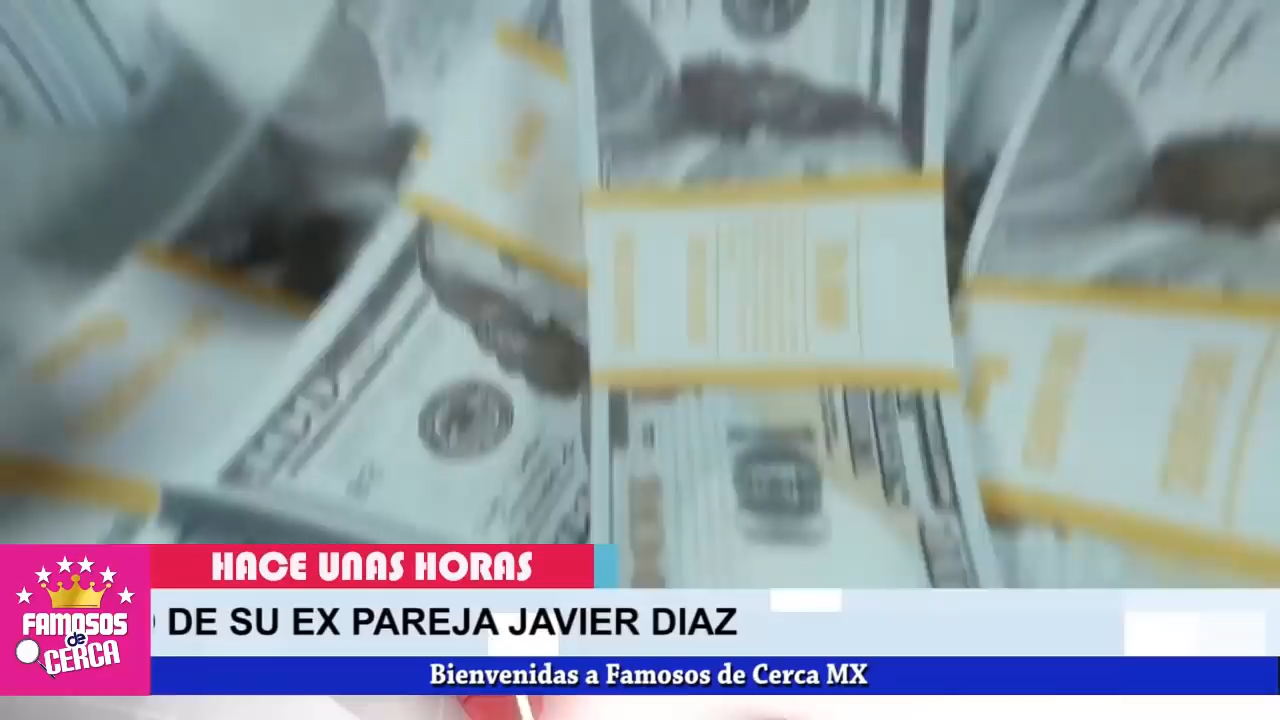 HACE UNAS HORAS
DE SU EX PAREJA JAVIER DIAZ
FAMOSOS
de
CERCA
Bienvenidas a Famosos de Cerca MX